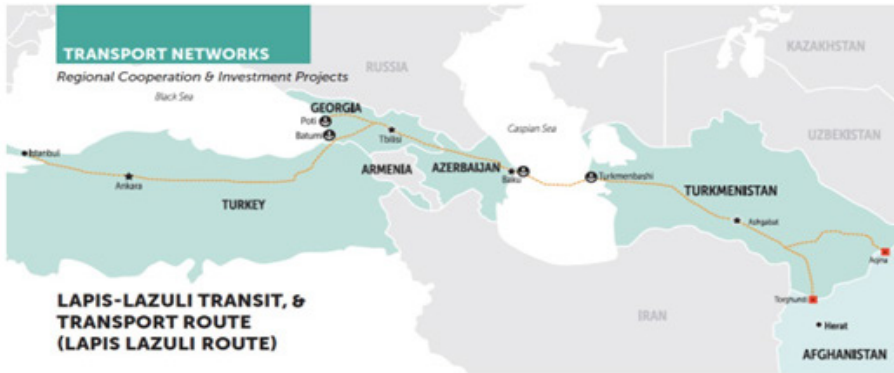 TRANSPORT NETWORKS
Regional Cooperation & Investment Projects
Black Sea
RUSSIA
KAZAKHSTAN
GEORGIA
Poti
Batumi
Tbilisi
Caspian Sea
UZBEKISTAN
Istanbul
Ankara
TURKEY
ARMENIA
AZERBAIJAN
Baku
Turkmenbashi
TURKMENISTAN
Ashgabat
Aqina
Torghundi
IRAN
Herat
AFGHANISTAN
LAPIS-LAZULI TRANSIT, &
TRANSPORT ROUTE
(LAPIS LAZULI ROUTE)